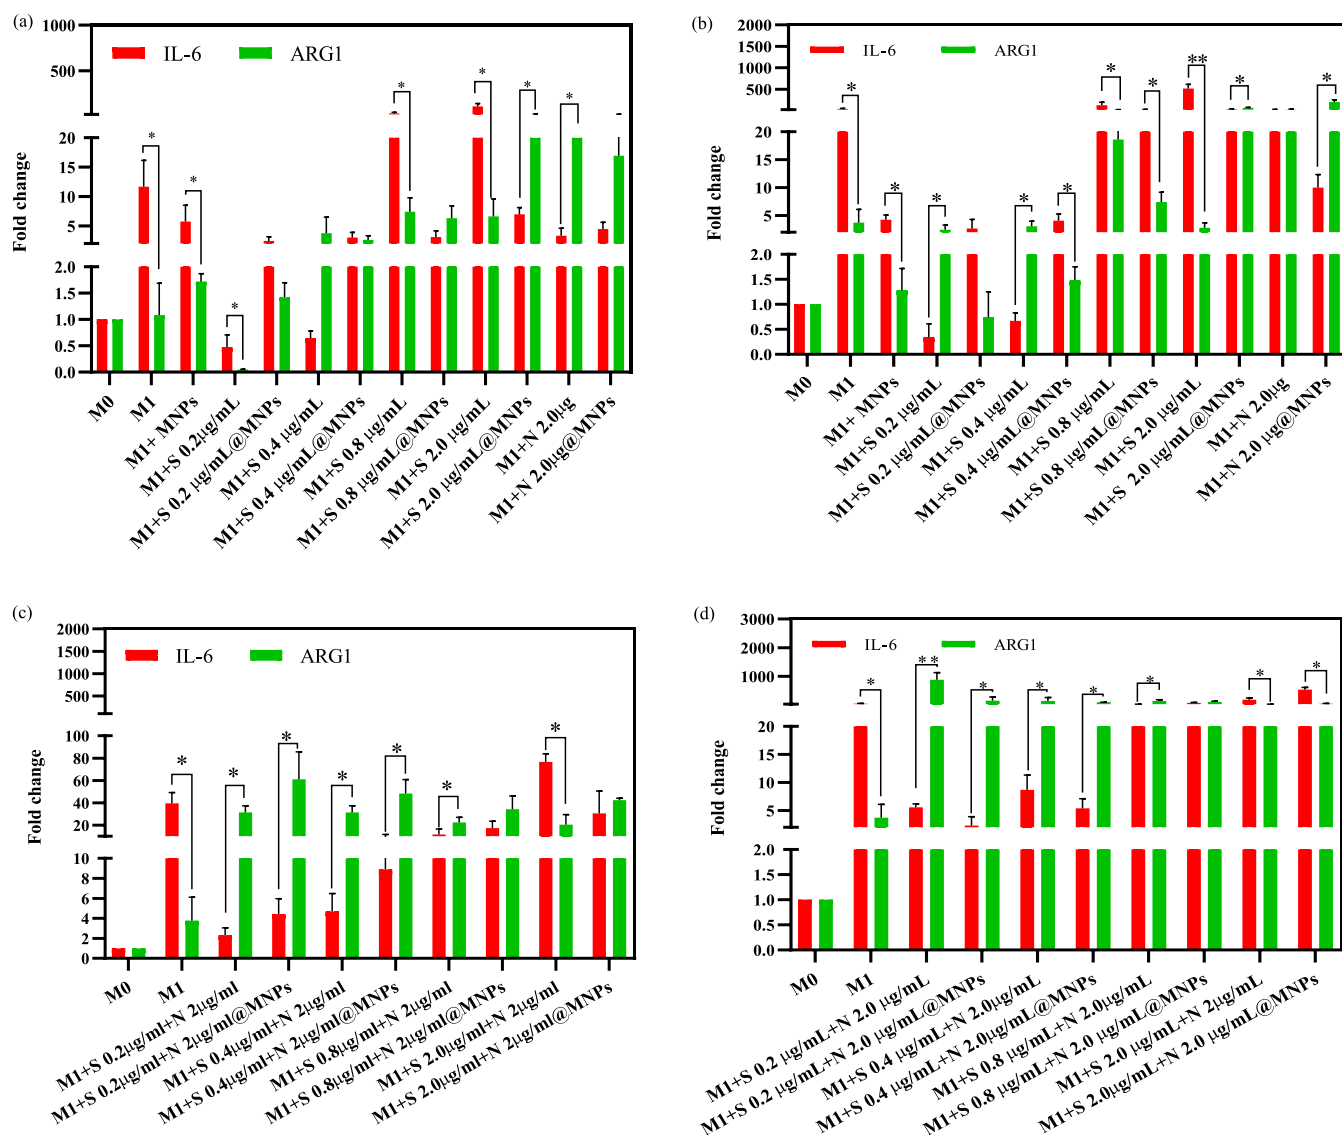 (a)
Fold change
1000
500
20
15
10
5
2.0
1.5
1.0
0.5
0.0
IL-6
ARG1
*
*
*
*
*
*
*
M0
M1
M1+ MNPs
M1+S 0.2μg/mL
M1+S 0.2 μg/mL@MNPs
M1+S 0.4 μg/mL
M1+S 0.4 μg/mL@MNPs
M1+S 0.8 μg/mL
M1+S 0.8 μg/mL@MNPs
M1+S 2.0 μg/mL
M1+S 2.0 μg/mL@MNPs
M1+N 2.0μg
M1+N 2.0μg@MNPs
(b)
Fold change
2000
1500
1000
500
20
15
10
5
2.0
1.5
1.0
0.5
0.0
IL-6
ARG1
*
*
*
*
*
*
*
**
*
*
M0
M1
M1+ MNPs
M1+S 0.2 μg/mL
M1+S 0.2 μg/mL@MNPs
M1+S 0.4 μg/mL
M1+S 0.4 μg/mL@MNPs
M1+S 0.8 μg/mL
M1+S 0.8 μg/mL@MNPs
M1+S 2.0 μg/mL
M1+S 2.0 μg/mL@MNPs
M1+N 2.0μg
M1+N 2.0 μg@MNPs
(c)
Fold change
2000
1500
1000
500
100
80
60
40
20
10
8
6
4
2
0
IL-6
ARG1
*
*
*
*
*
*
*
M0
M1
M1+S 0.2μg/ml+N 2μg/ml
M1+S 0.2μg/ml+N 2μg/ml@MNPs
M1+S 0.4μg/ml+N 2μg/ml
M1+S 0.4μg/ml+N 2μg/ml@MNPs
M1+S 0.8μg/ml+N 2μg/ml
M1+S 0.8μg/ml+N 2μg/ml@MNPs
M1+S 2.0μg/ml+N 2μg/ml
M1+S 2.0μg/ml+N 2μg/ml@MNPs
(d)
Fold change
3000
2000
1000
20
15
10
5
2.0
1.5
1.0
0.5
0.0
IL-6
ARG1
*
**
*
*
*
*
*
*
M0
M1
M1+S 0.2 μg/mL+N 2.0 μg/mL
M1+S 0.2 μg/mL+N 2.0 μg/mL@MNPs
M1+S 0.4 μg/mL+N 2.0μg/mL
M1+S 0.4 μg/mL+N 2.0μg/mL@MNPs
M1+S 0.8 μg/mL+N 2.0μg/mL
M1+S 0.8 μg/mL+N 2.0 μg/mL@MNPs
M1+S 2.0 μg/mL+N 2μg/mL
M1+S 2.0μg/mL+N 2.0 μg/mL@MNPs